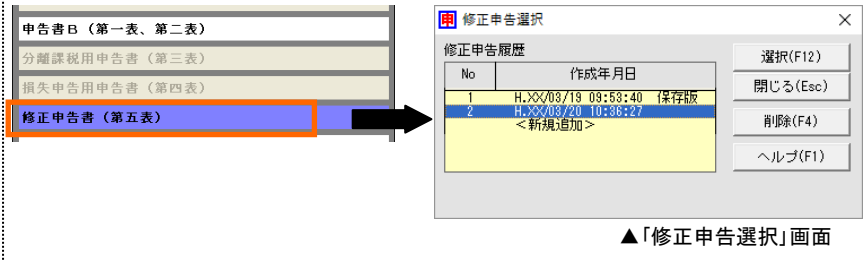 申告書B（第一表、第二表）
分離課税用申告書（第三表）
損失申告用申告書（第四表）
修正申告書（第五表）
申 修正申告選択
修正申告履歴
No 作成年月日
1 H.XX/03/19 09:53:40 保存版
2 H.XX/03/20 10:36:27
＜新規追加＞
選択(F12)
閉じる(Esc)
削除(F4)
ヘルプ(F1)
▲「修正申告選択」画面